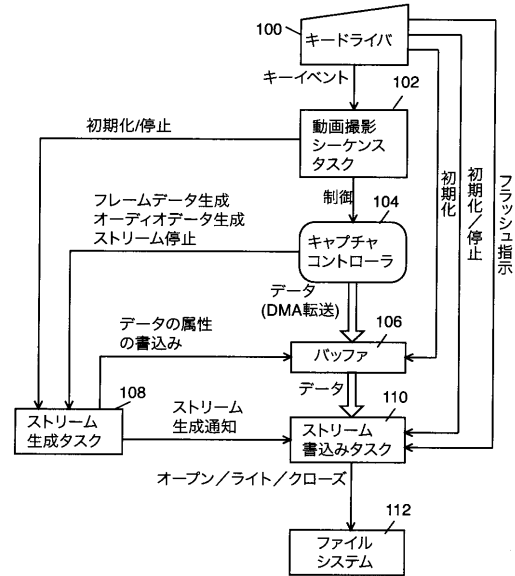 100
キードライバ
キーイベント
102
初期化/停止
動画撮影
シーケンス
タスク
フレームデータ生成
オーディオデータ生成
ストリーム停止
制御
104
キャプチャ
コントローラ
初期化
初期化/停止
フラッシュ指示
データ
(DMA転送)
データの属性
の書込み
106
バッファ
108
データ
110
ストリーム
生成タスク
ストリーム
生成通知
ストリーム
書込みタスク
オープン/ライト/クローズ
112
ファイル
システム